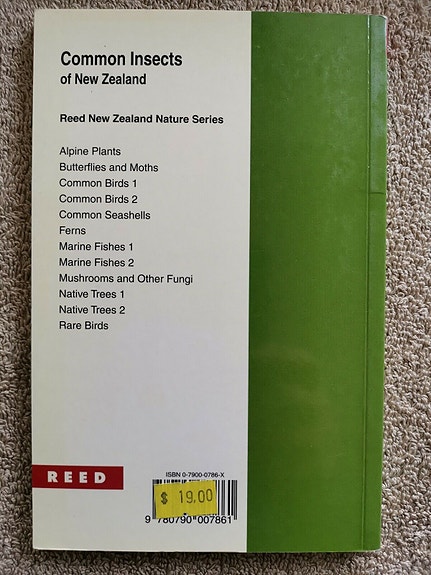 Common Insects
of New Zealand
Reed New Zealand Nature Series
Alpine Plants
Butterflies and Moths
Common Birds 1
Common Birds 2
Common Seashells
Ferns
Marine Fishes 1
Marine Fishes 2
Mushrooms and Other Fungi
Native Trees 1
Native Trees 2
Rare Birds
REED
ISBN 0-7900-0786-X
$ 19.00
9 780790 007861